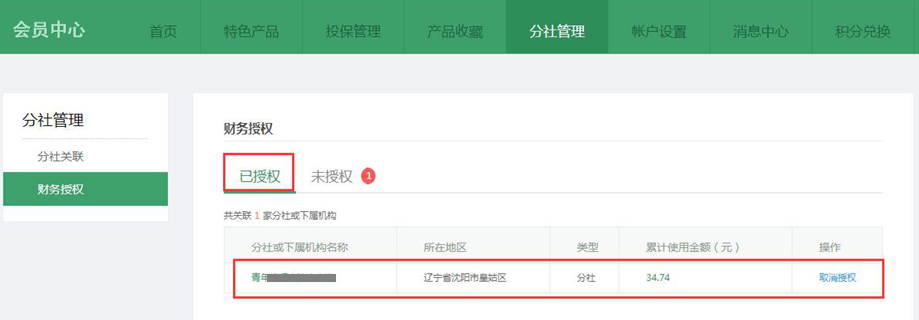 会员中心 首页 特色产品 投保管理 产品收藏 分社管理 帐户设置 消息中心 积分兑换
分社管理
分社关联
财务授权
财务授权
已授权 未授权 1
共关联 1 家分社或下属机构
分社或下属机构名称 所在地区 类型 累计使用金额（元） 操作
青年 辽宁省沈阳市皇姑区 分社 34.74 取消授权